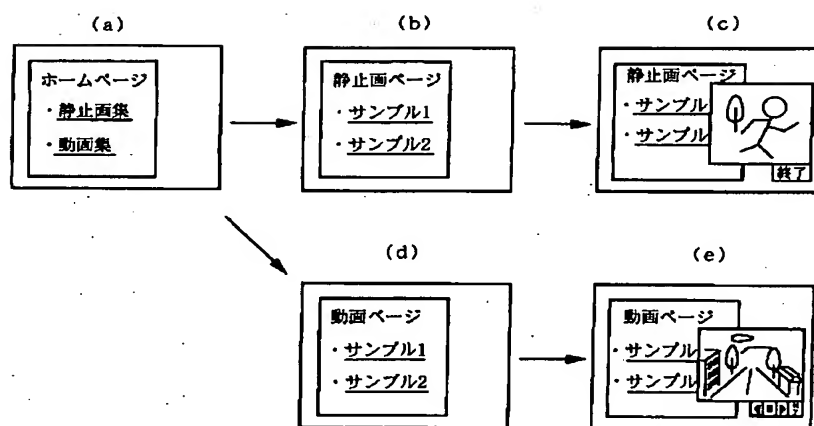 (a)
(b)
(c)
ホームページ
・静止画集
・動画集
静止画ページ
・サンプル1
・サンプル2
静止画ページ
・サンプル
・サンプル
終了
(d)
(e)
動画ページ
・サンプル1
・サンプル2
動画ページ
・サンプル
・サンプル